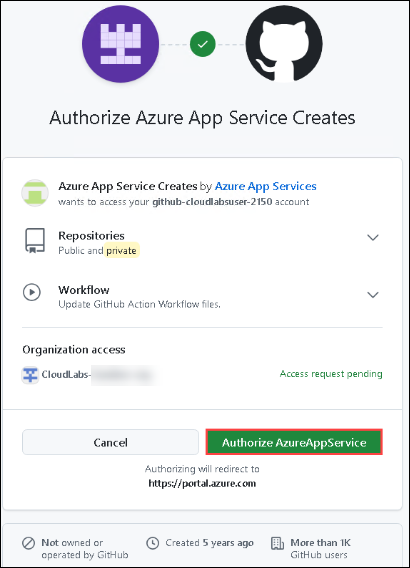 Authorize Azure App Service Creates
Azure App Service Creates by Azure App Services
wants to access your github-cloudlabsuser-2150 account
Repositories
Public and private
Workflow
Update GitHub Action Workflow files.
Organization access
CloudLabs-
Access request pending
Cancel
Authorize AzureAppService
Authorizing will redirect to
https://portal.azure.com
Not owned or
operated by GitHub
Created 5 years ago
More than 1K
GitHub users